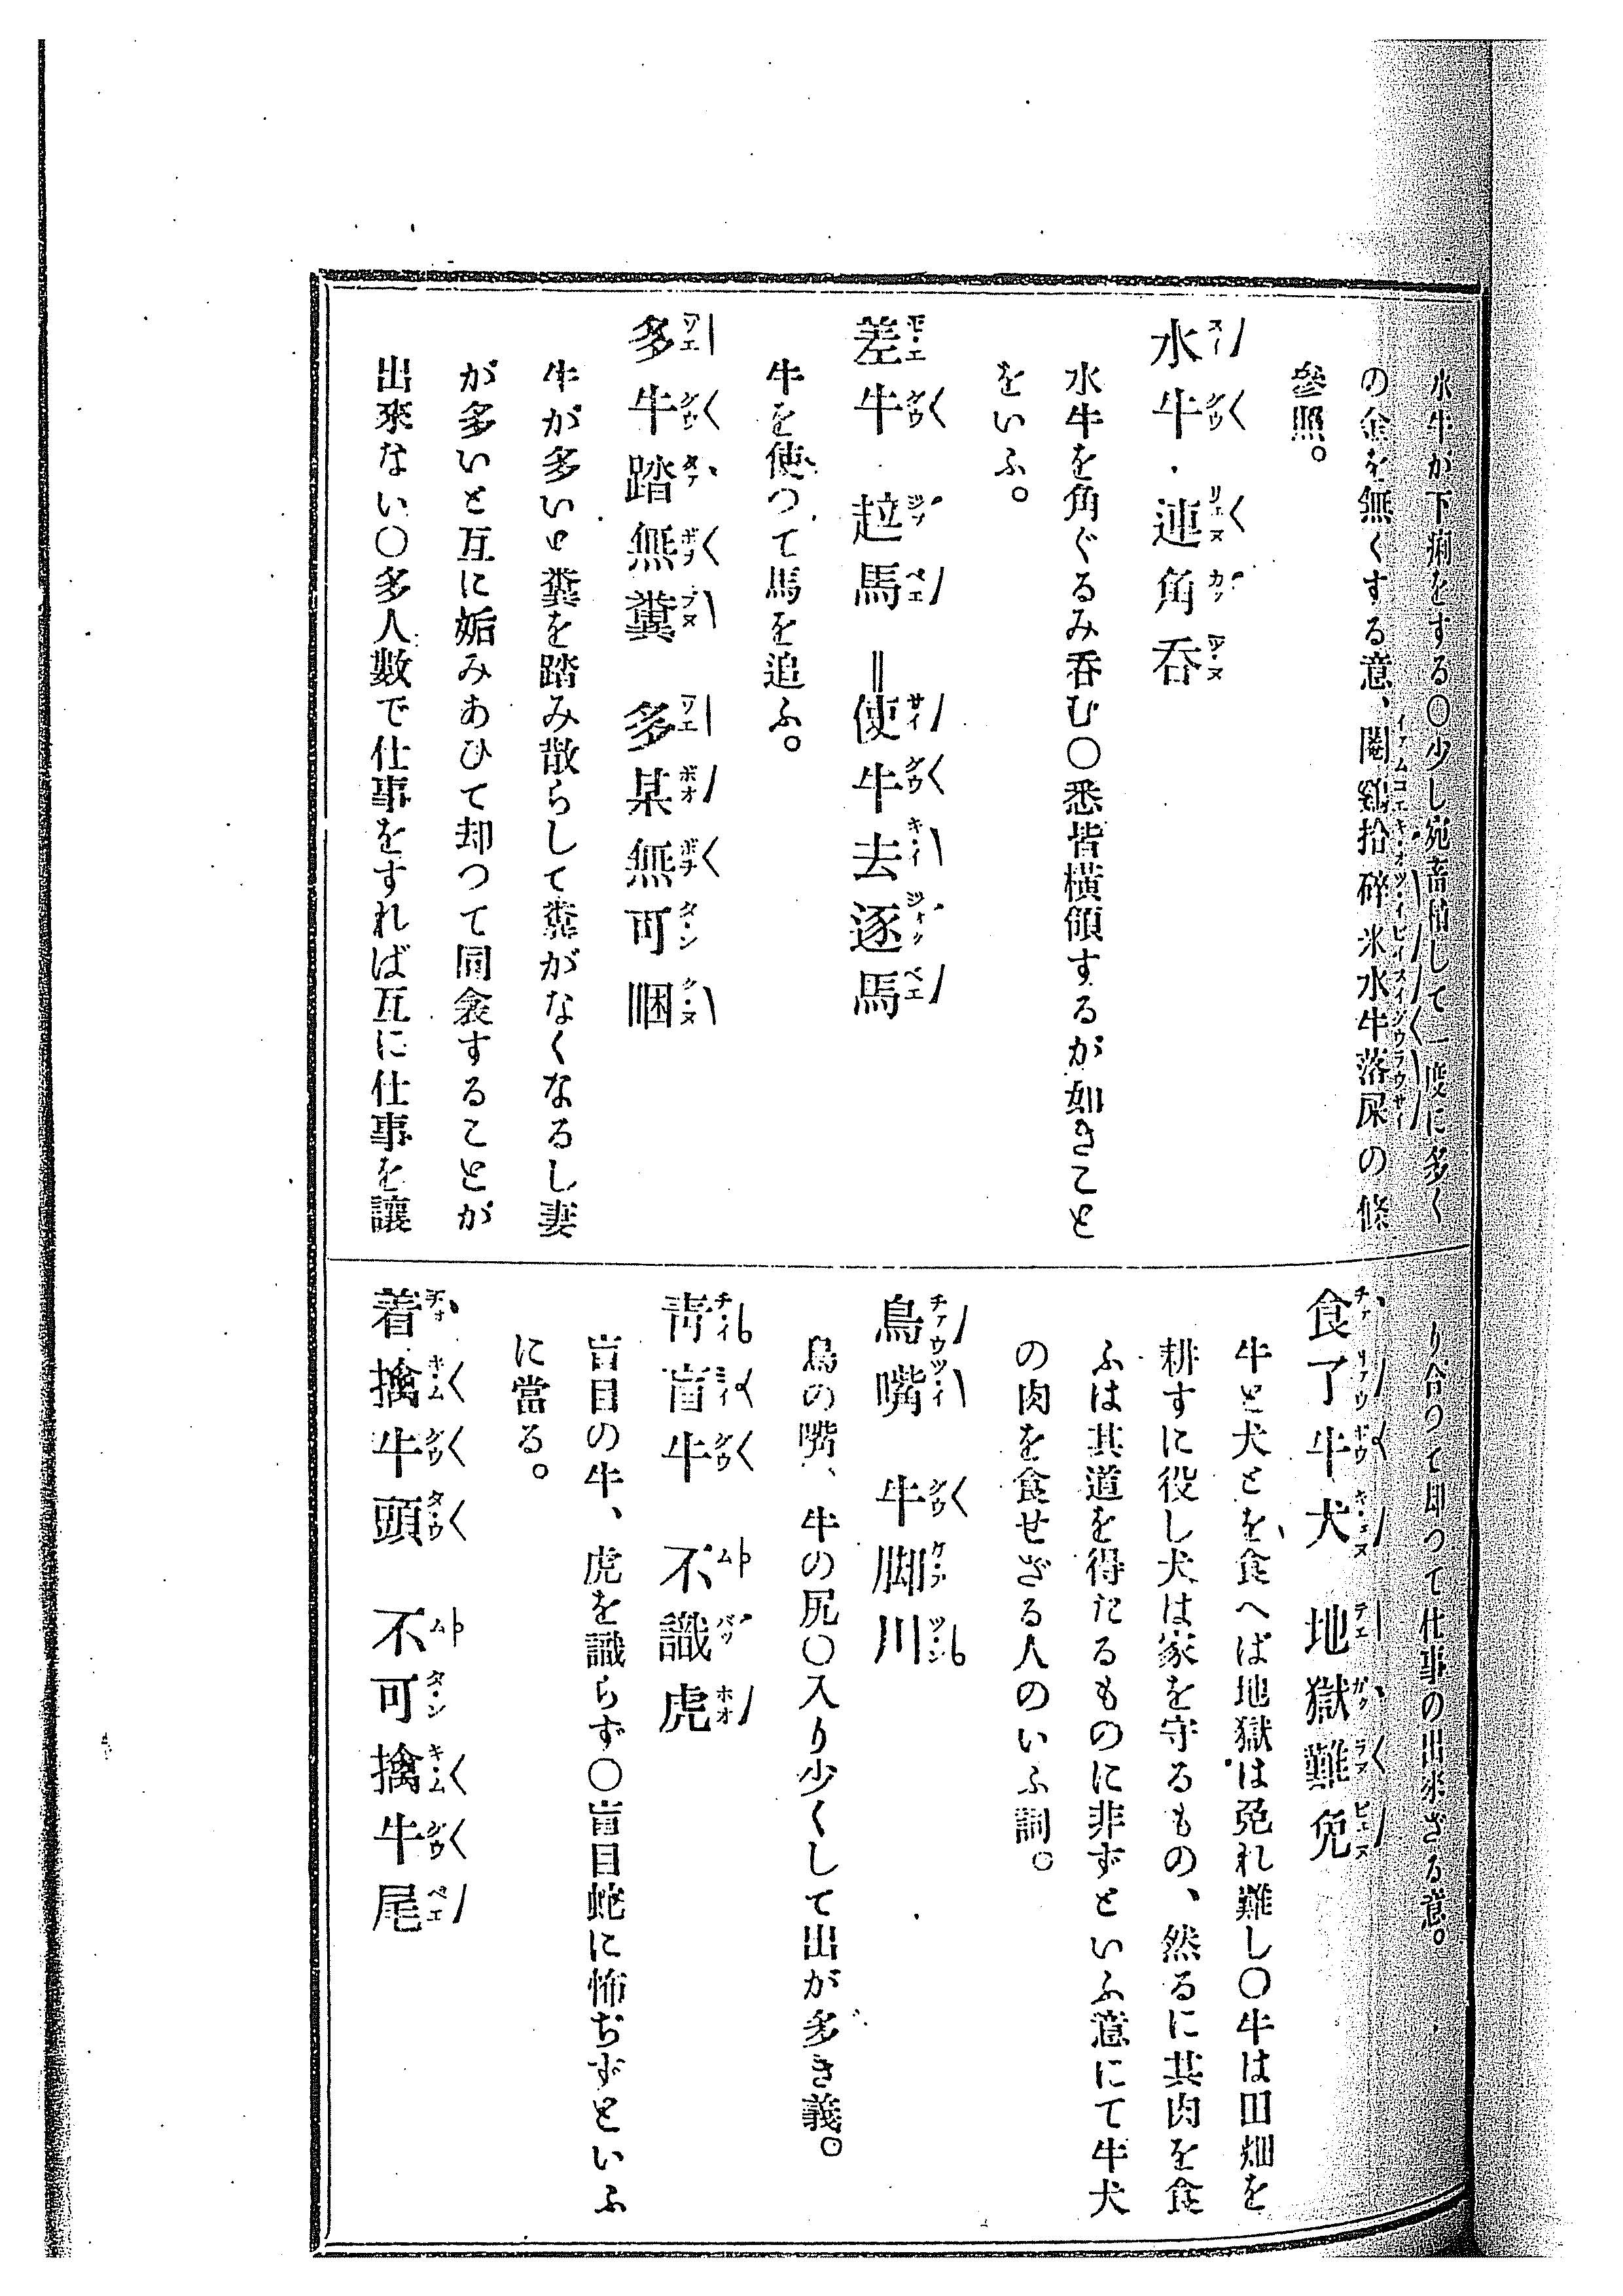 水牛が下痢をする〇少し宛蓄積して一度に多く
の金を無くする意、閹鷄拾碎米水牛落屎の條
參照。
水牛連角呑
水牛を角ぐるみ呑む〇悉皆横領するが如きこと
をいふ。
差牛起馬＝使牛去逐馬
牛を使つて馬を追ふ。
多牛踏無糞 多某無可睏
牛が多いと糞を踏み散らして糞がなくなるし妻
が多いと互に妬みあひて却つて同衾することが
出來ない〇多人數で仕事をすれば互に仕事を讓
り合つて却つて仕事の出來ざる意。
食了牛犬 地獄難免
牛と犬とを食へば地獄は免れ難し〇牛は田畑を
耕すに役し犬は家を守るもの、然るに其肉を食
ふは其道を得たるものに非ずといふ意にて牛犬
の肉を食せざる人のいふ詞。
鳥嘴 牛脚川
鳥の嘴、牛の尻〇入り少くして出が多き義。
靑盲牛 不識虎
盲目の牛、虎を識らず〇盲目蛇に怖ぢずといふ
に當る。
着擒牛頭 不可擒牛尾